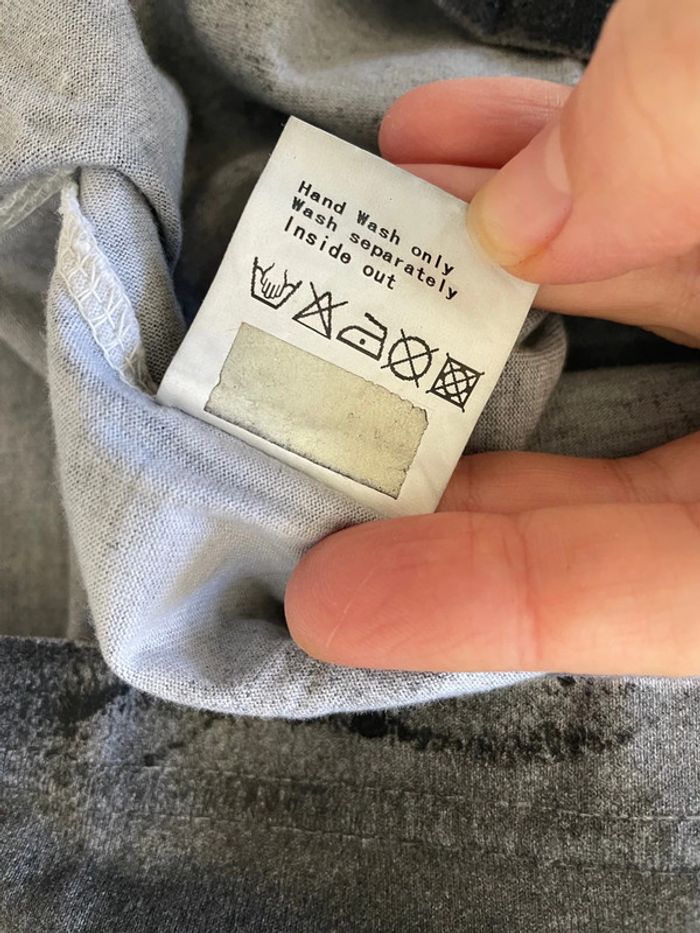 Hand Wash only
Wash separately
Inside out